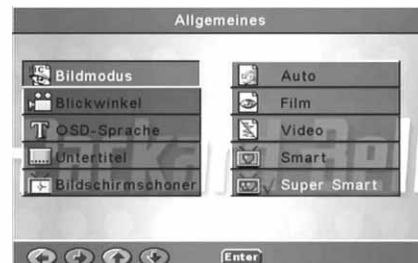 Allgemeines
Bildmodus
Blickwinkel
OSD-Sprache
Untertitel
Bildschirmschoner
Auto
Film
Video
Smart
Super Smart
Enter